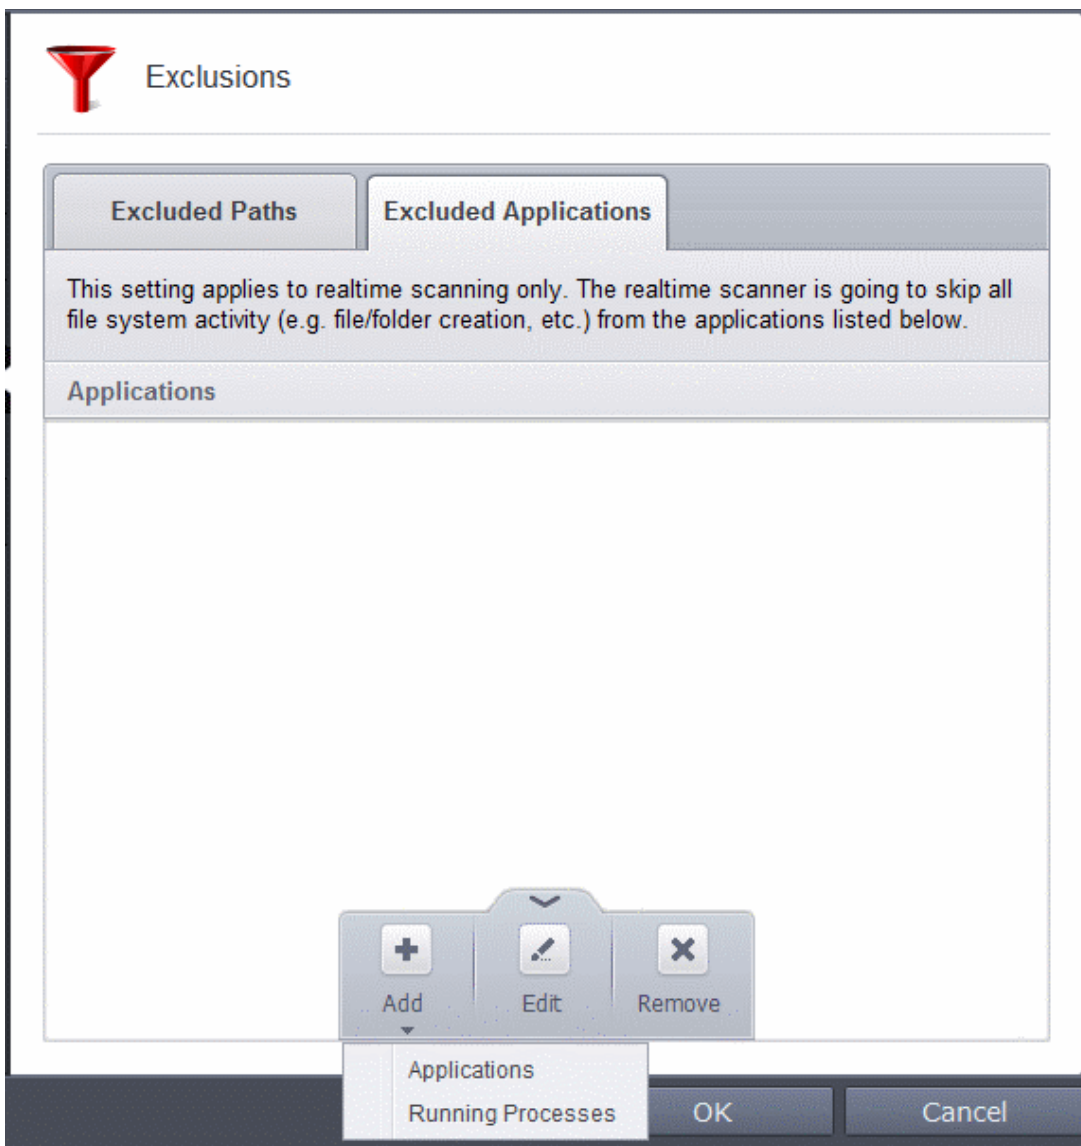 Exclusions
Excluded Paths
Excluded Applications
This setting applies to realtime scanning only. The realtime scanner is going to skip all
file system activity (e.g. file/folder creation, etc.) from the applications listed below.
Applications
Add
Edit
Remove
Applications
Running Processes
OK
Cancel